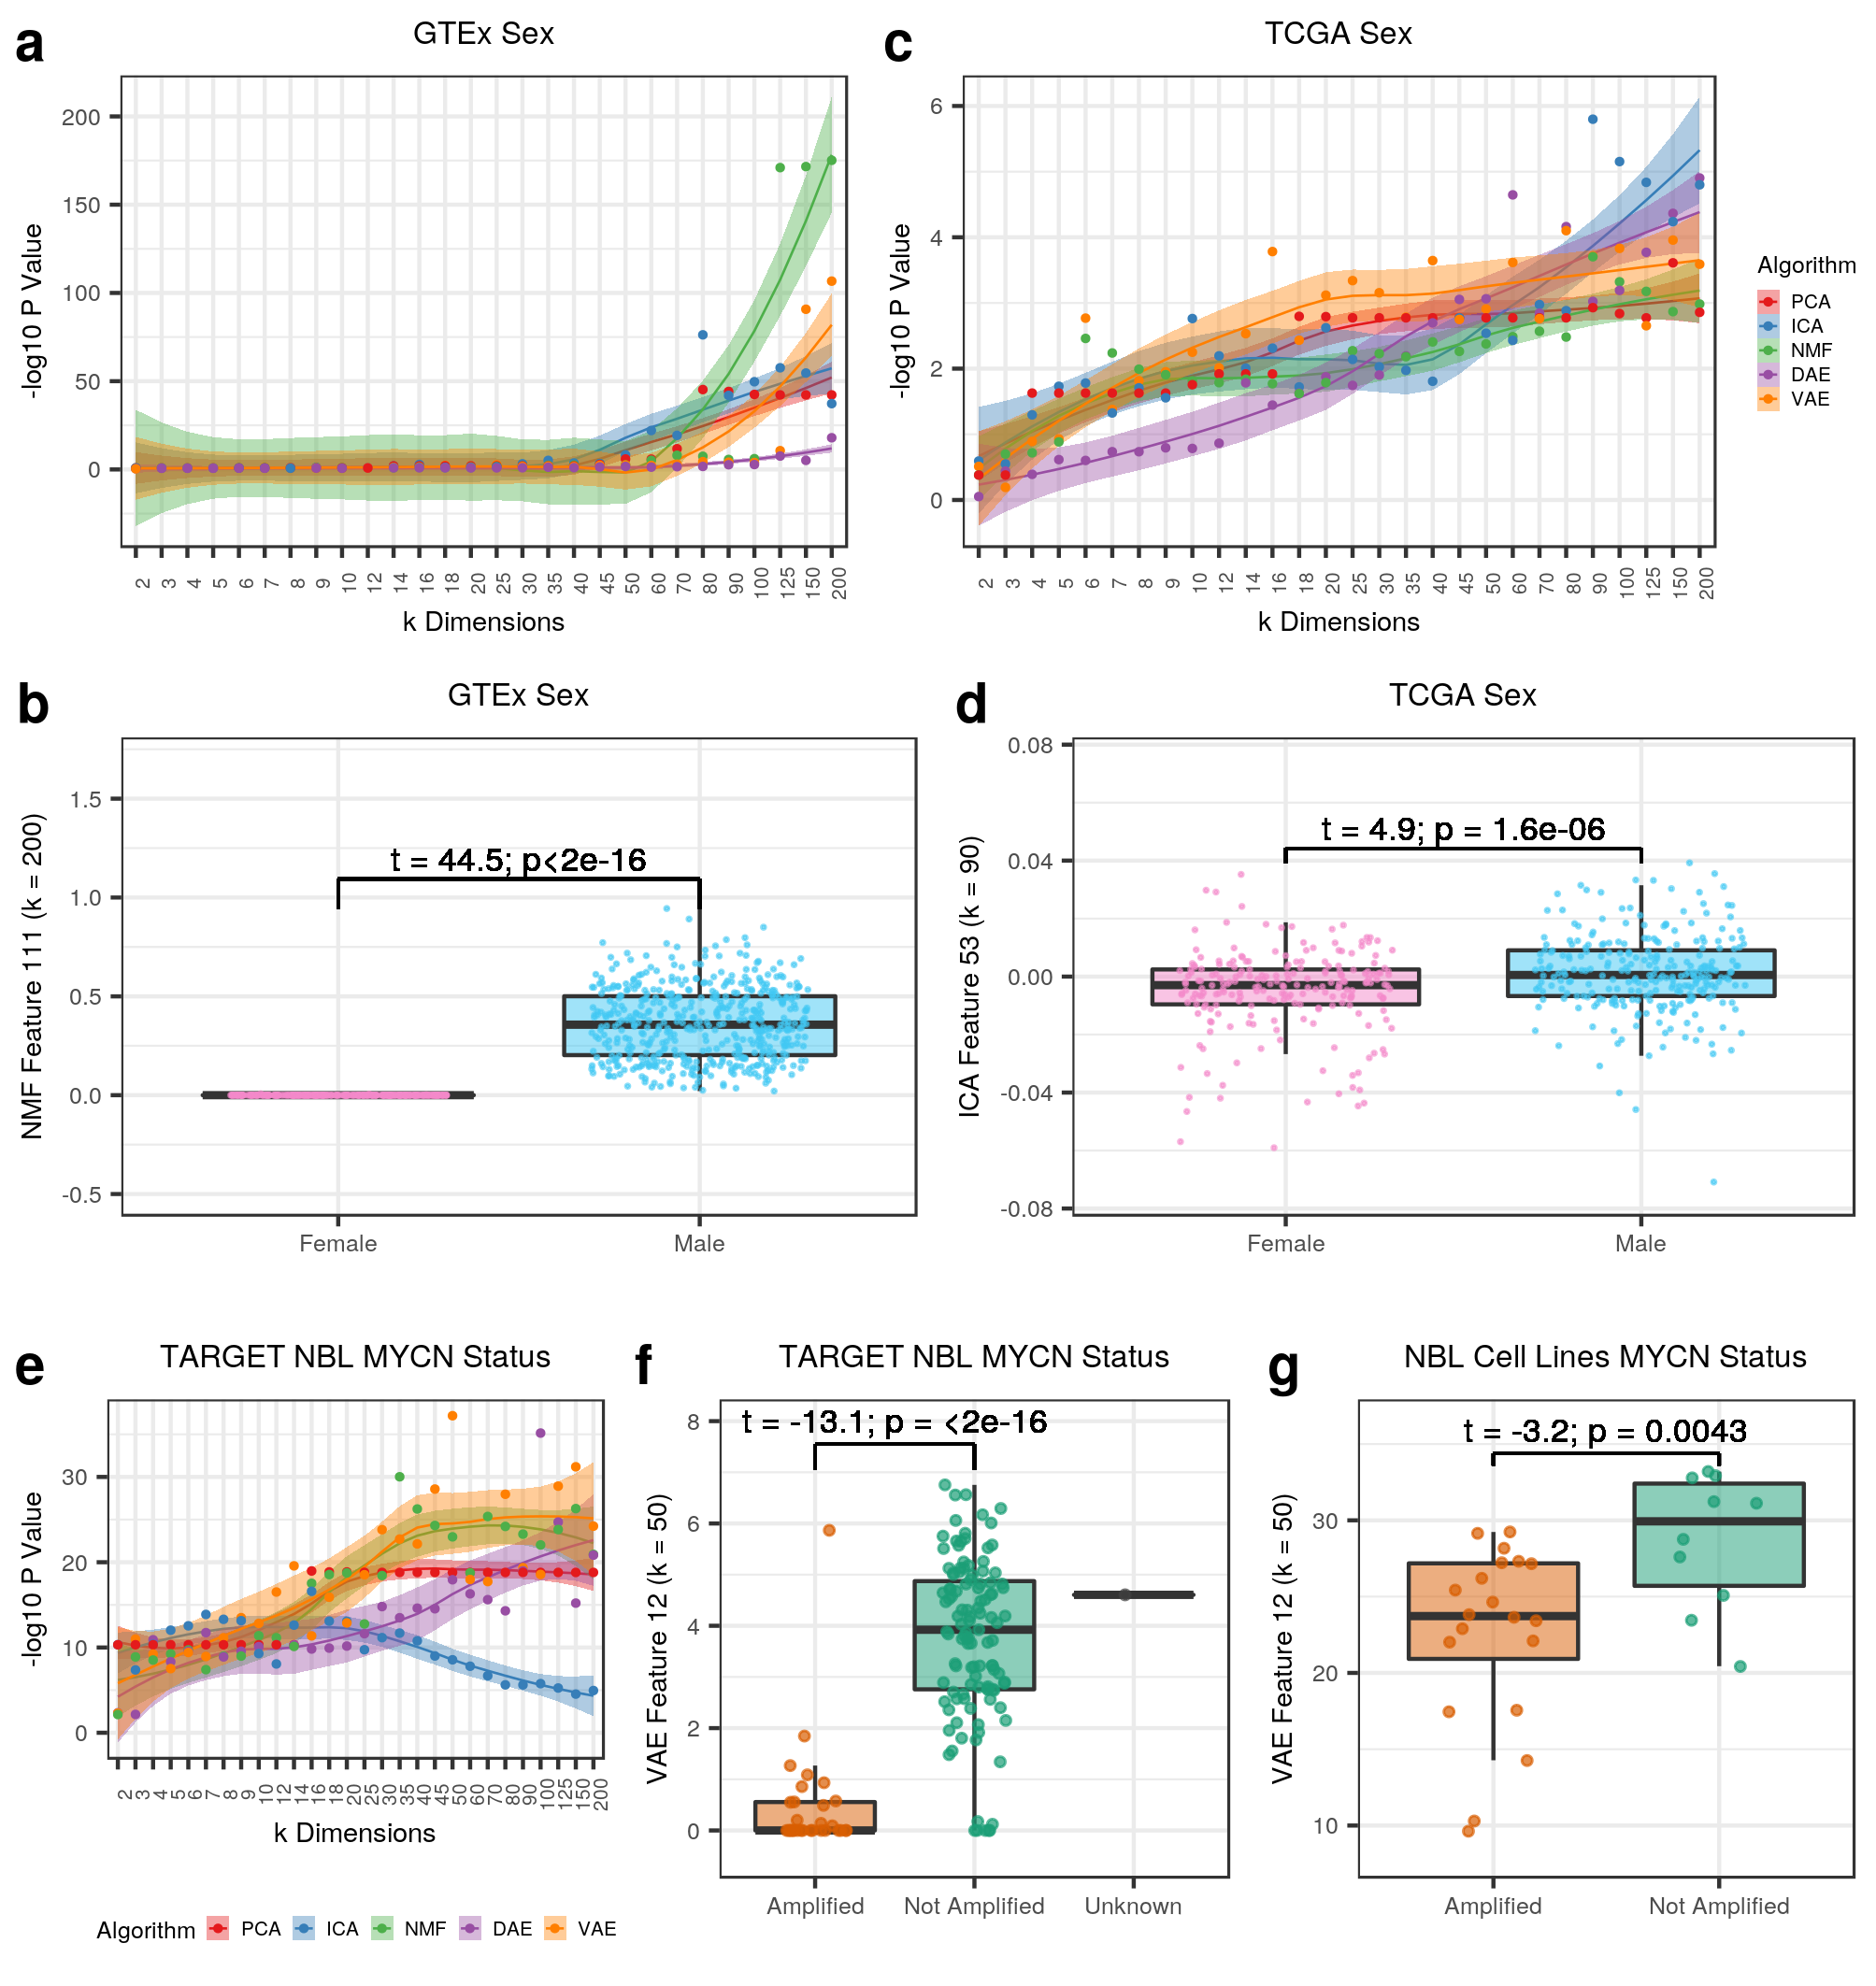 a
GTEx Sex
-log10 P Value
200
150
100
50
0
2 3 4 5 6 7 8 9 10 12 14 16 18 20 25 30 35 40 45 50 60 70 80 90 100 125 150 200
k Dimensions
c
TCGA Sex
-log10 P Value
6
4
2
0
2 3 4 5 6 7 8 9 10 12 14 16 18 20 25 30 35 40 45 50 60 70 80 90 100 125 150 200
k Dimensions
Algorithm
PCA
ICA
NMF
DAE
VAE
b
GTEx Sex
NMF Feature 111 (k = 200)
1.5
1.0
0.5
0.0
-0.5
t = 44.5; p<2e-16
Female Male
d
TCGA Sex
ICA Feature 53 (k = 90)
0.08
0.04
0.00
-0.04
-0.08
t = 4.9; p = 1.6e-06
Female Male
e
TARGET NBL MYCN Status
-log10 P Value
30
20
10
0
2 3 4 5 6 7 8 9 10 12 14 16 18 20 25 30 35 40 45 50 60 70 80 90 100 125 150 200
k Dimensions
Algorithm PCA ICA NMF DAE VAE
f
TARGET NBL MYCN Status
VAE Feature 12 (k = 50)
8
6
4
2
0
t = -13.1; p = <2e-16
Amplified Not Amplified Unknown
g
NBL Cell Lines MYCN Status
VAE Feature 12 (k = 50)
30
20
10
t = -3.2; p = 0.0043
Amplified Not Amplified